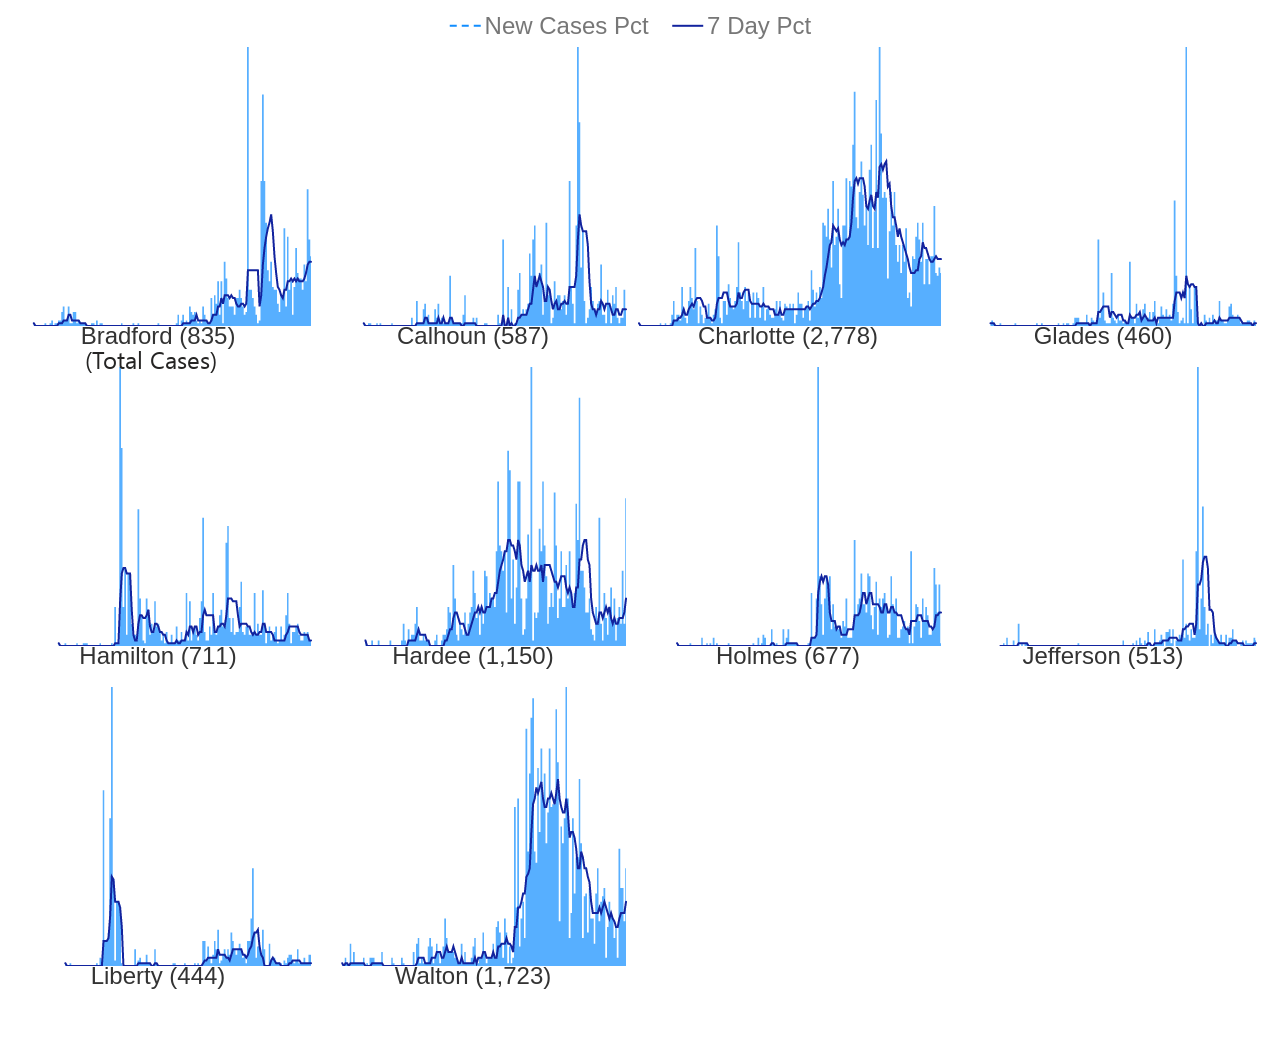 New Cases Pct 7 Day Pct
Bradford (835) Calhoun (587) Charlotte (2,778) Glades (460)
(Total Cases)
Hamilton (711) Hardee (1,150) Holmes (677) Jefferson (513)
Liberty (444) Walton (1,723)